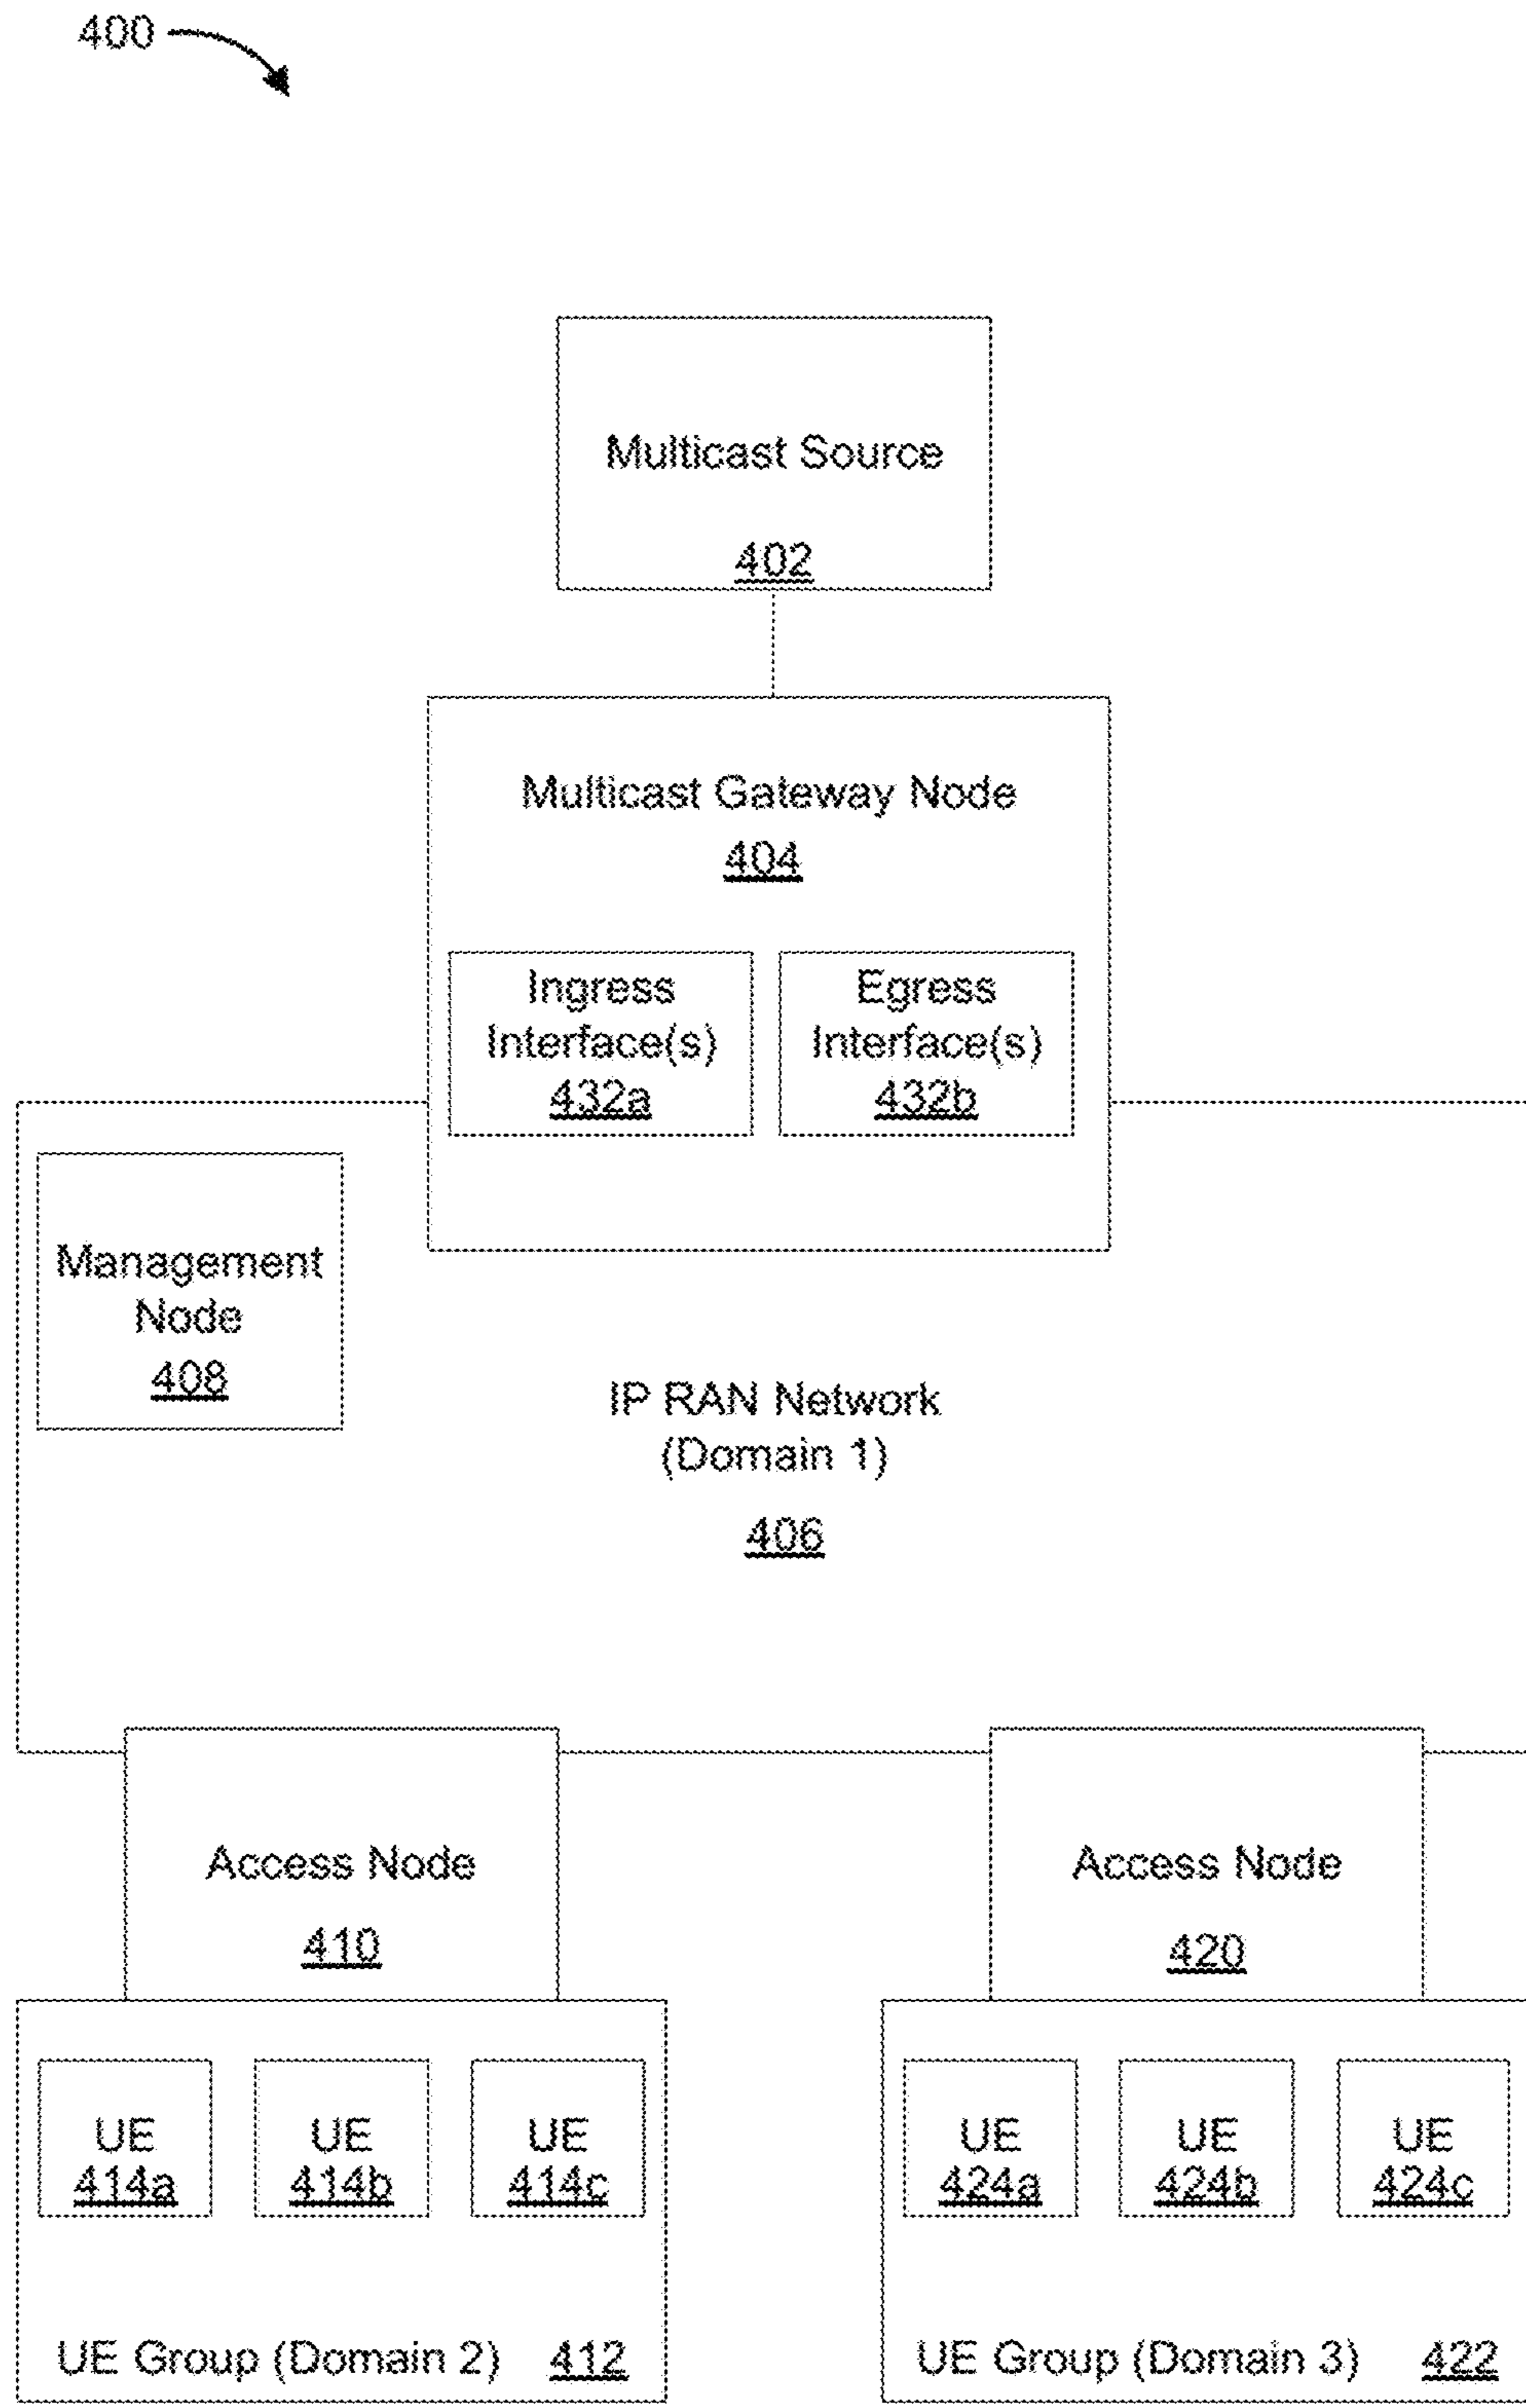 400
Multicast Source
402
Multicast Gateway Node
404
Ingress
Interface(s)
432a
Egress
Interface(s)
432b
Management
Node
408
IP RAN Network
(Domain 1)
406
Access Node
410
Access Node
420
UE
414a
UE
414b
UE
414c
UE Group (Domain 2) 412
UE
424a
UE
424b
UE
424c
UE Group (Domain 3) 422